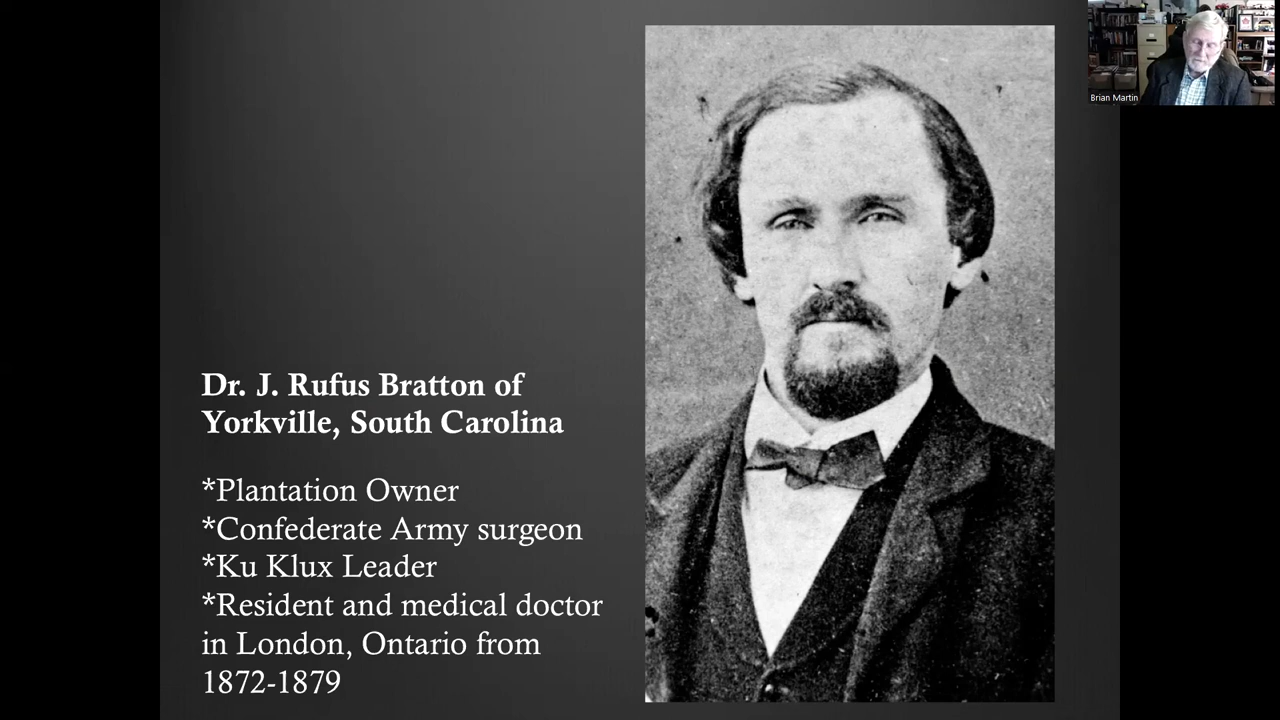 Brian Martin
Dr. J. Rufus Bratton of
Yorkville, South Carolina
*Plantation Owner
*Confederate Army surgeon
*Ku Klux Leader
*Resident and medical doctor
in London, Ontario from
1872-1879